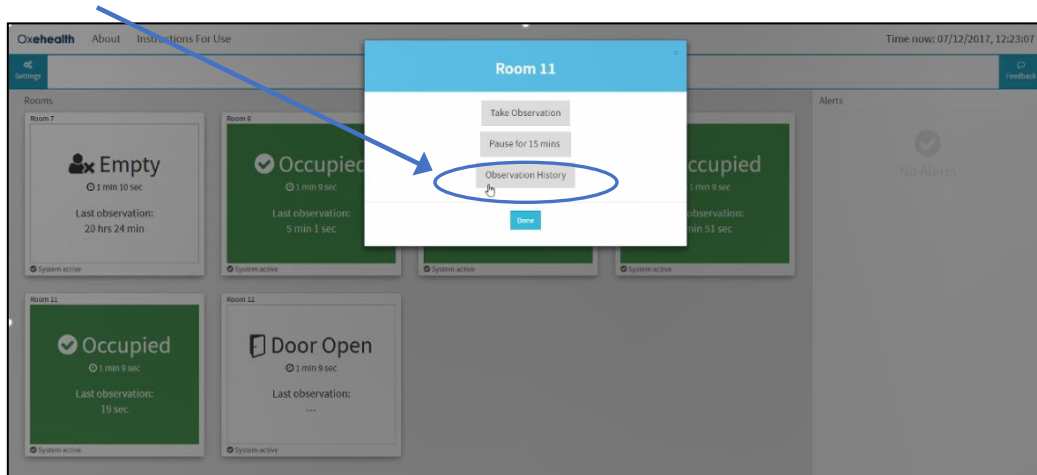 Oxehealth About Instructions For Use Time now: 07/12/2017, 12:23:07
Settings
Feedback
Room 11
×
Take Observation
Pause for 15 mins
Observation History
Done
Rooms
Room 7
Empty
1 min 10 sec
Last observation:
20 hrs 24 min
System active
Room 8
Occupied
1 min 9 sec
Last observation:
5 min 1 sec
System active
System active
ccupied
1 min 9 sec
observation:
min 51 sec
System active
Room 11
Occupied
1 min 9 sec
Last observation:
19 sec
System active
Room 12
Door Open
1 min 9 sec
Last observation:
...
System active
Alerts
No Alerts